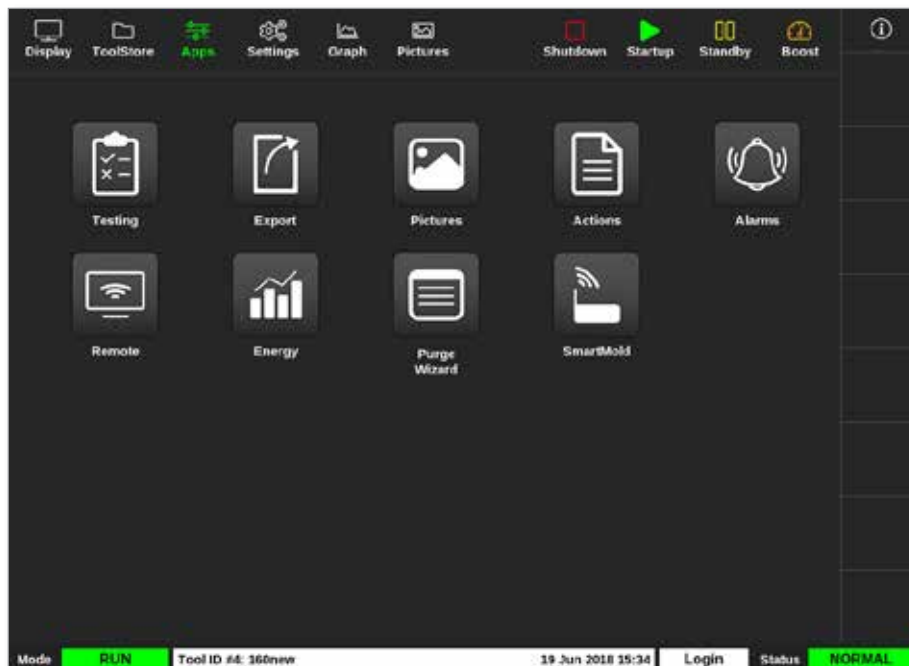 Display ToolStore Apps Settings Graph Pictures Shutdown Startup Standby Boost
Testing Export Pictures Actions Alarms
Remote Energy Purge Wizard SmartMold
Mode RUN Tool ID #4: 160new 19 Jun 2018 15:34 Login Status NORMAL